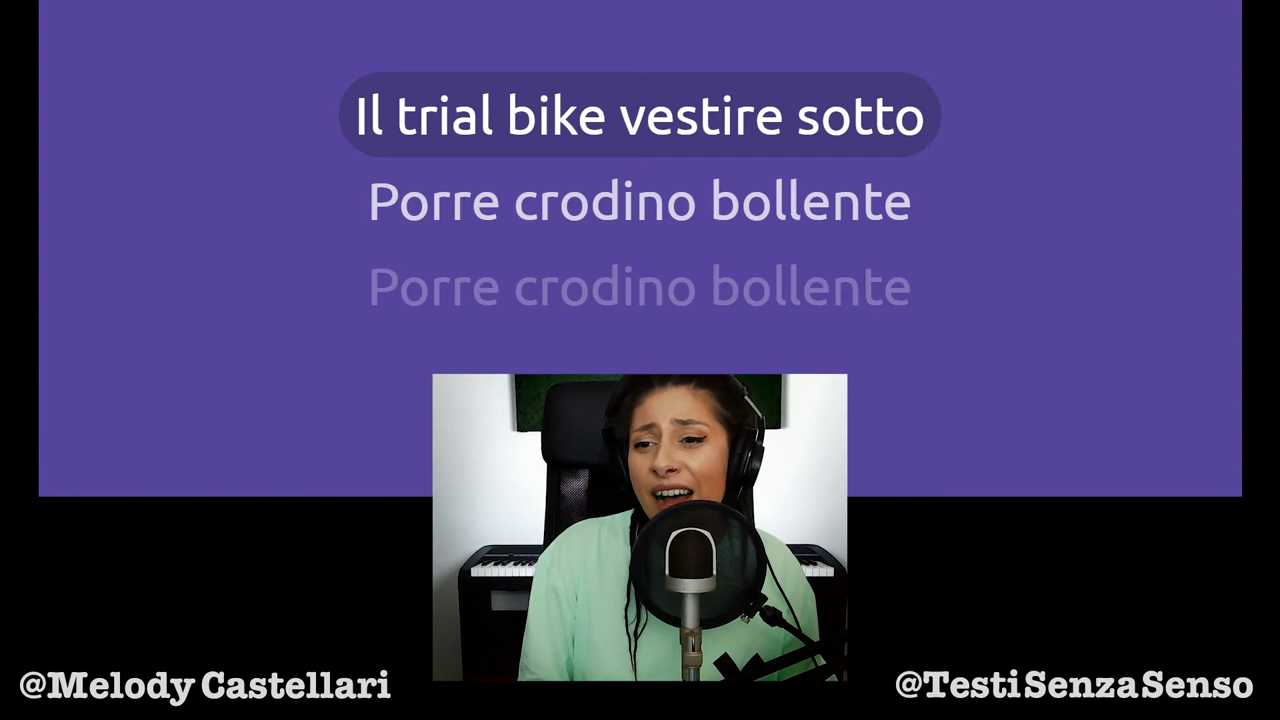 Il trial bike vestire sotto
Porre crodino bollente
Porre crodino bollente
@Melody Castellari
@TestiSenzaSenso